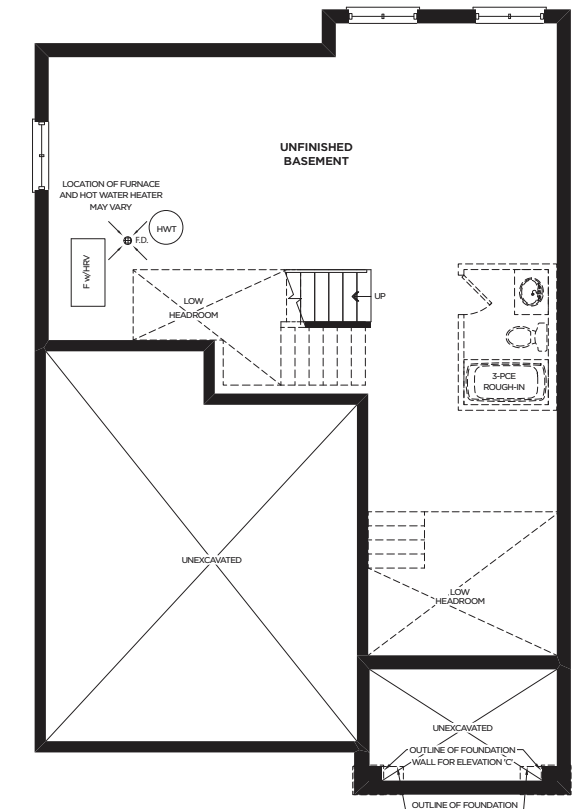 UNFINISHED
BASEMENT
LOCATION OF FURNACE
AND HOT WATER HEATER
MAY VARY
HWT
F.D.
F w/HRV
LOW
HEADROOM
UP
3-PCE
ROUGH-IN
UNEXCAVATED
LOW
HEADROOM
UNEXCAVATED
OUTLINE OF FOUNDATION
WALL FOR ELEVATION 'C'
OUTLINE OF FOUNDATION